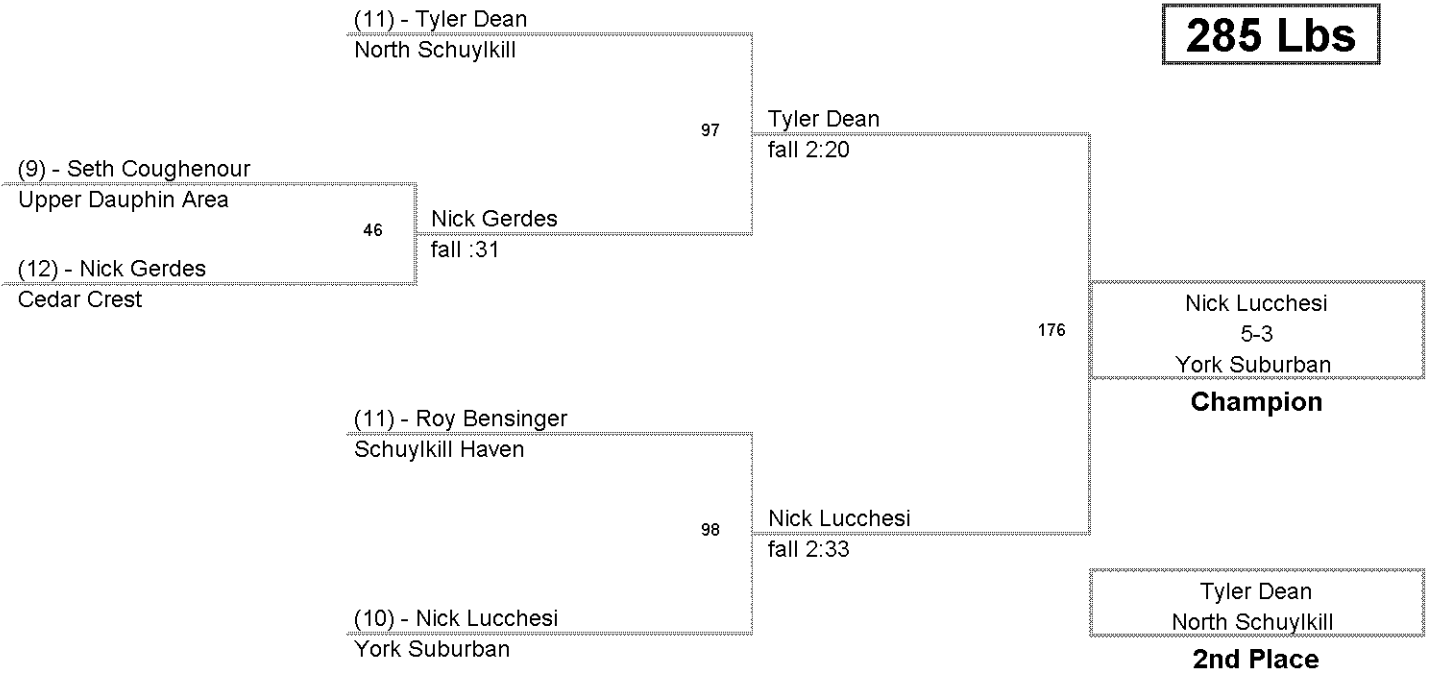 (11) - Tyler Dean
North Schuylkill
285 Lbs
97
Tyler Dean
fall 2:20
(9) - Seth Coughenour
Upper Dauphin Area
46
Nick Gerdes
fall :31
(12) - Nick Gerdes
Cedar Crest
176
Nick Lucchesi
5-3
York Suburban
Champion
(11) - Roy Bensinger
Schuylkill Haven
98
Nick Lucchesi
fall 2:33
(10) - Nick Lucchesi
York Suburban
Tyler Dean
North Schuylkill
2nd Place